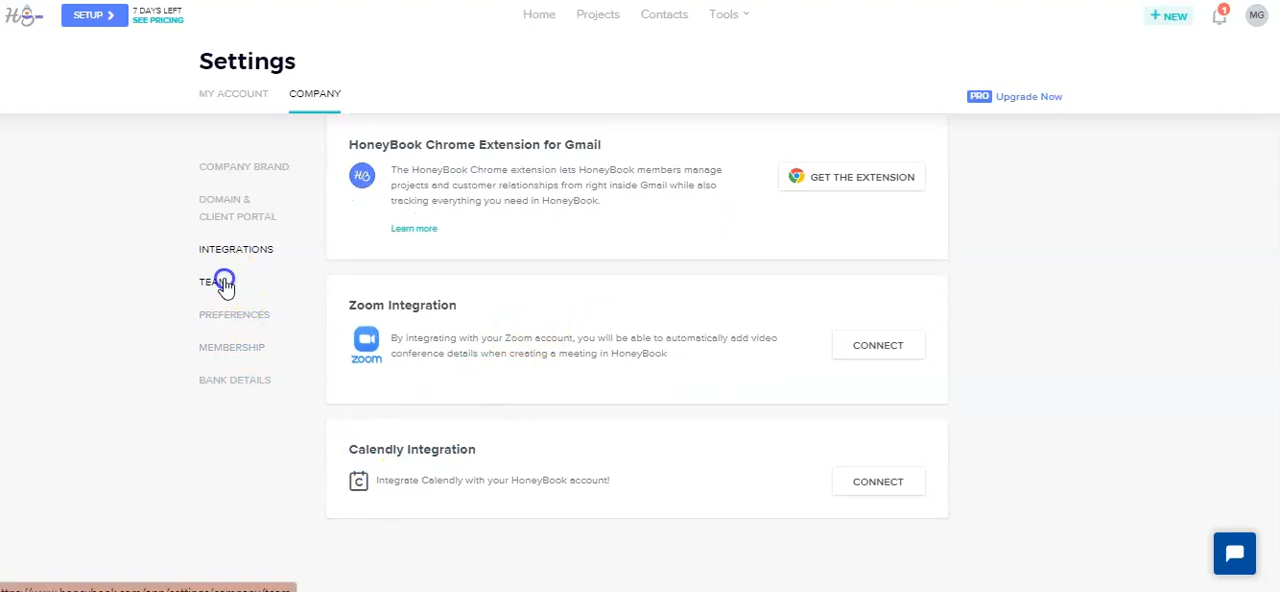 SETUP
7 DAYS LEFT
SEE PRICING
Home Projects Contacts Tools
+ NEW
1
MG
Settings
MY ACCOUNT COMPANY
PRO Upgrade Now
COMPANY BRAND
DOMAIN &
CLIENT PORTAL
INTEGRATIONS
TEAM
PREFERENCES
MEMBERSHIP
BANK DETAILS
HoneyBook Chrome Extension for Gmail
The HoneyBook Chrome extension lets HoneyBook members manage
projects and customer relationships from right inside Gmail while also
tracking everything you need in HoneyBook.
Learn more
GET THE EXTENSION
Zoom Integration
zoom
By integrating with your Zoom account, you will be able to automatically add video
conference details when creating a meeting in HoneyBook
CONNECT
Calendly Integration
C
Integrate Calendly with your HoneyBook account!
CONNECT